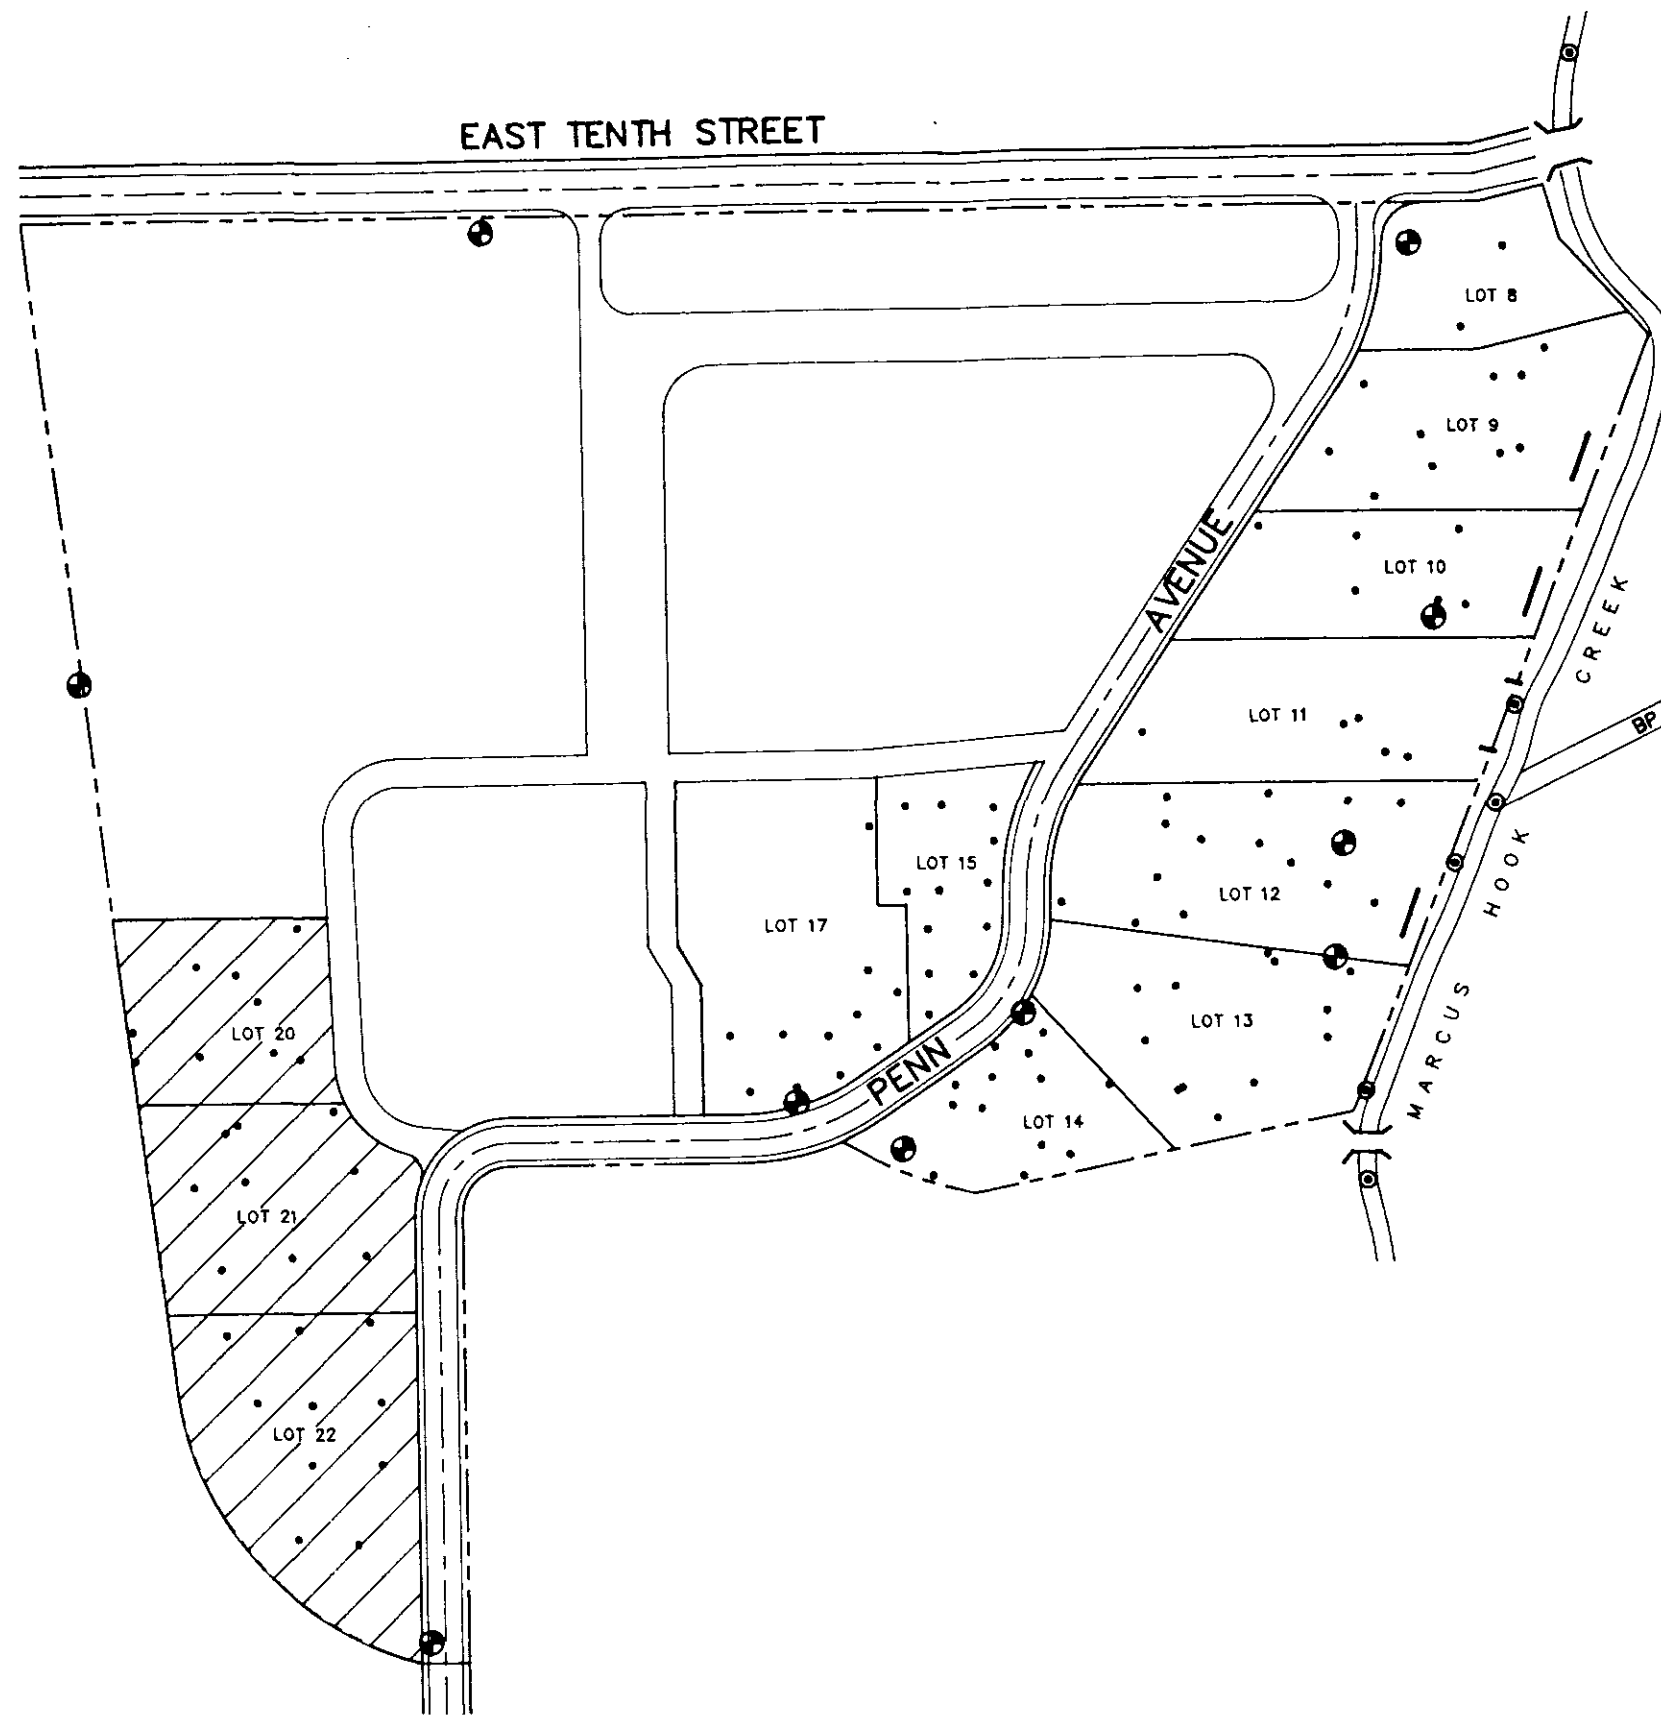 EAST TENTH STREET
LOT 8
LOT 9
LOT 10
LOT 11
LOT 12
LOT 13
LOT 14
LOT 15
LOT 17
LOT 20
LOT 21
LOT 22
PENN AVENUE
MARCUS HOOK CREEK
BP